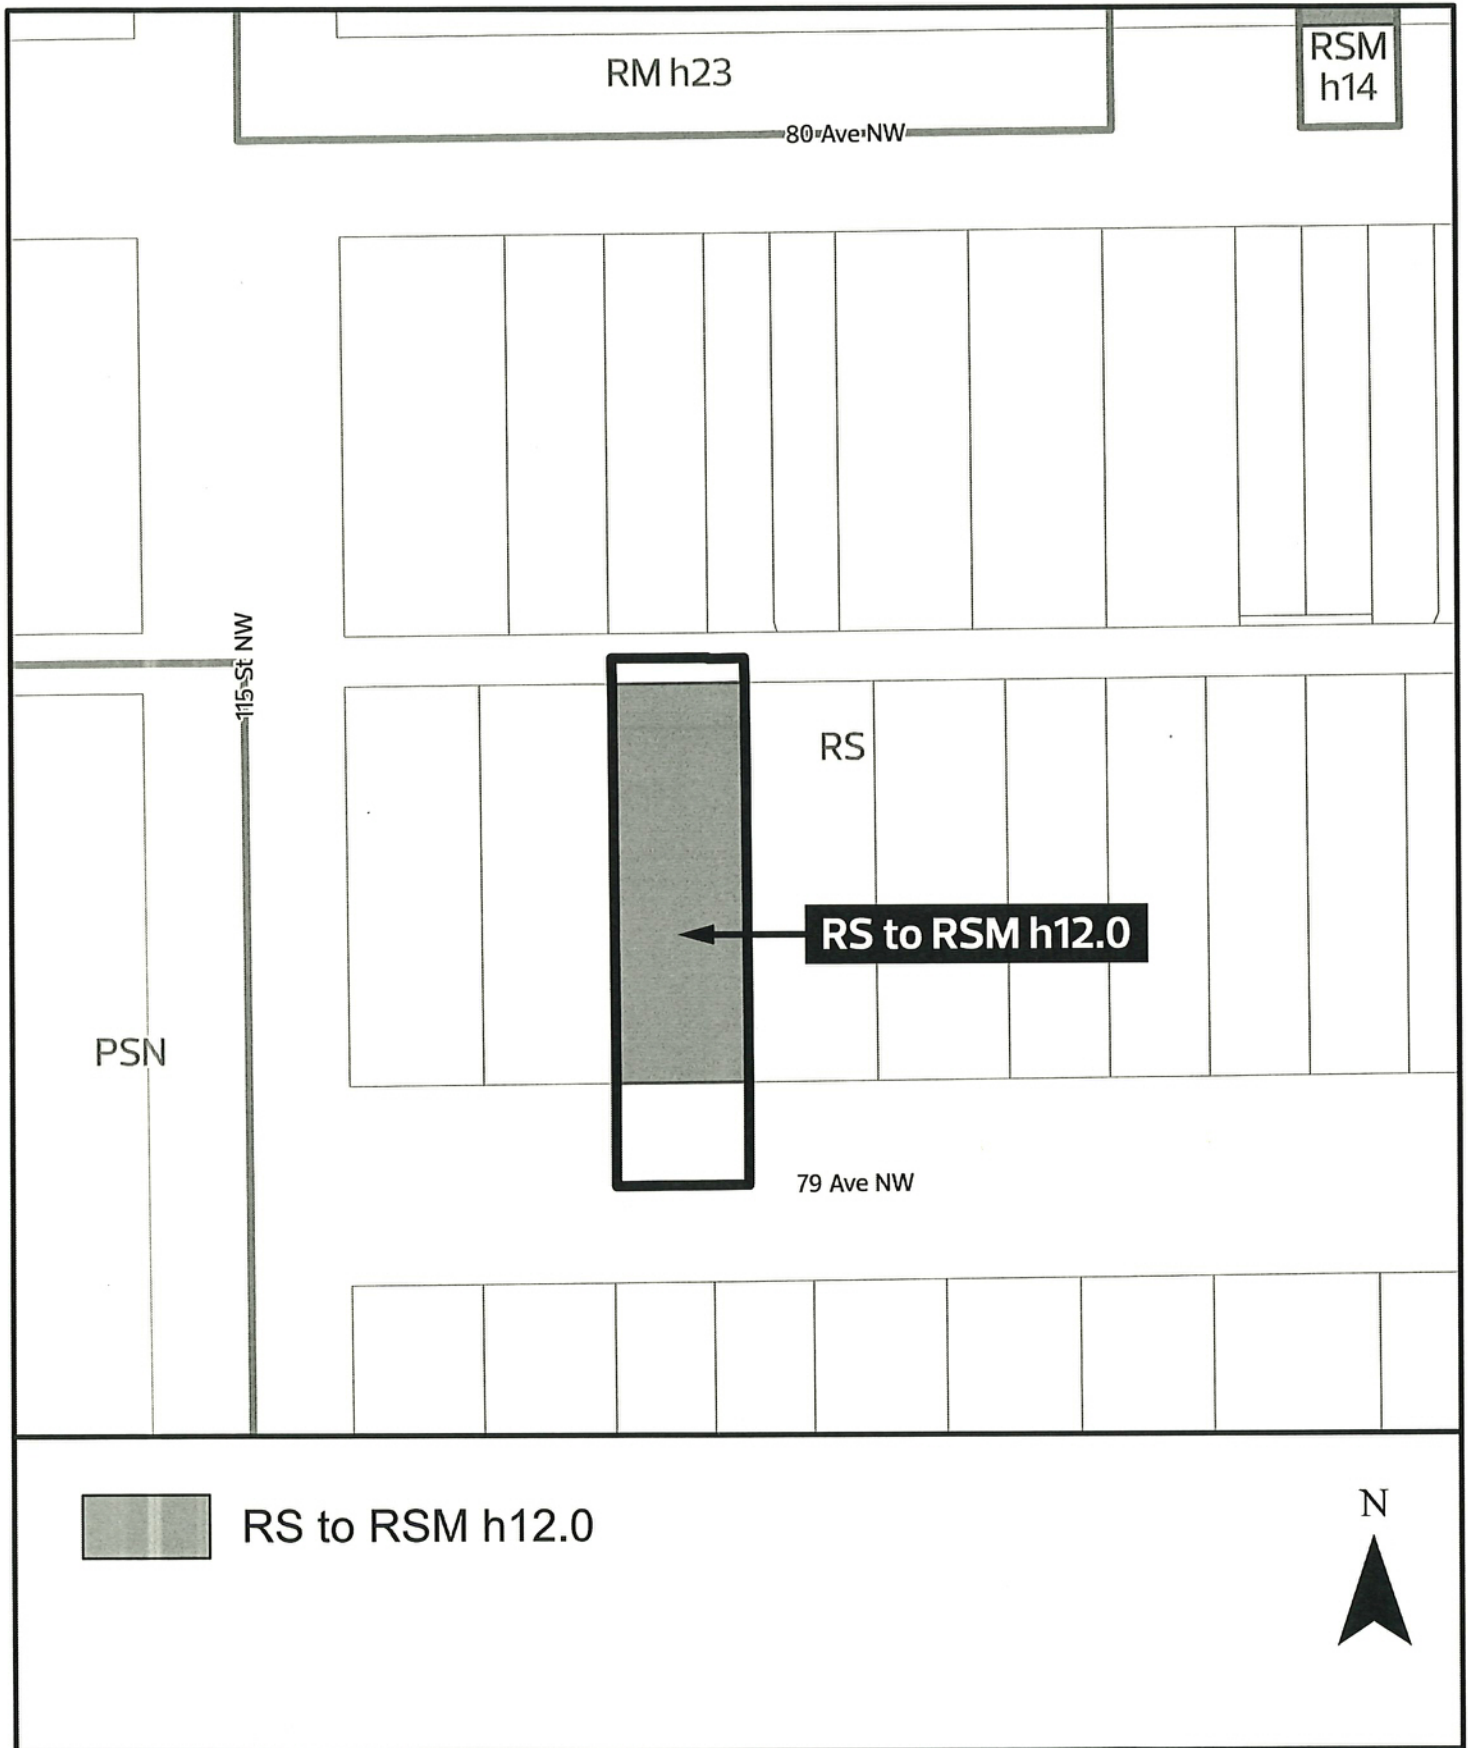 RM h23
RSM
h14
80 Ave NW
115 St NW
RS
RS to RSM h12.0
PSN
79 Ave NW
RS to RSM h12.0
N